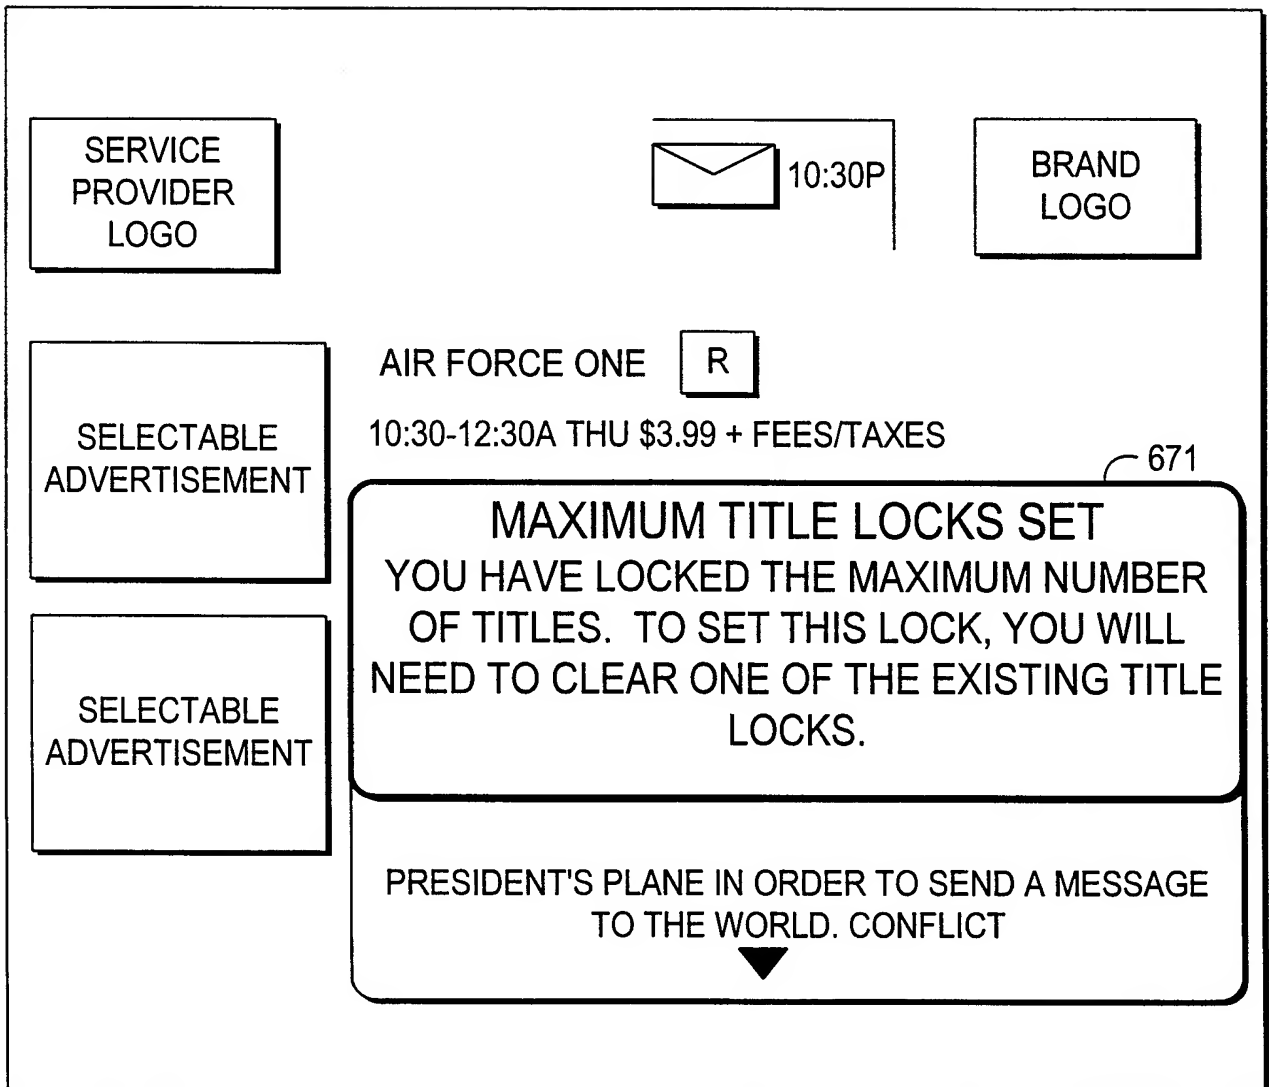 SERVICE
PROVIDER
LOGO
10:30P
BRAND
LOGO
AIR FORCE ONE R
10:30-12:30A THU $3.99 + FEES/TAXES
SELECTABLE
ADVERTISEMENT
671
MAXIMUM TITLE LOCKS SET
YOU HAVE LOCKED THE MAXIMUM NUMBER
OF TITLES. TO SET THIS LOCK, YOU WILL
NEED TO CLEAR ONE OF THE EXISTING TITLE
LOCKS.
SELECTABLE
ADVERTISEMENT
PRESIDENT'S PLANE IN ORDER TO SEND A MESSAGE
TO THE WORLD. CONFLICT